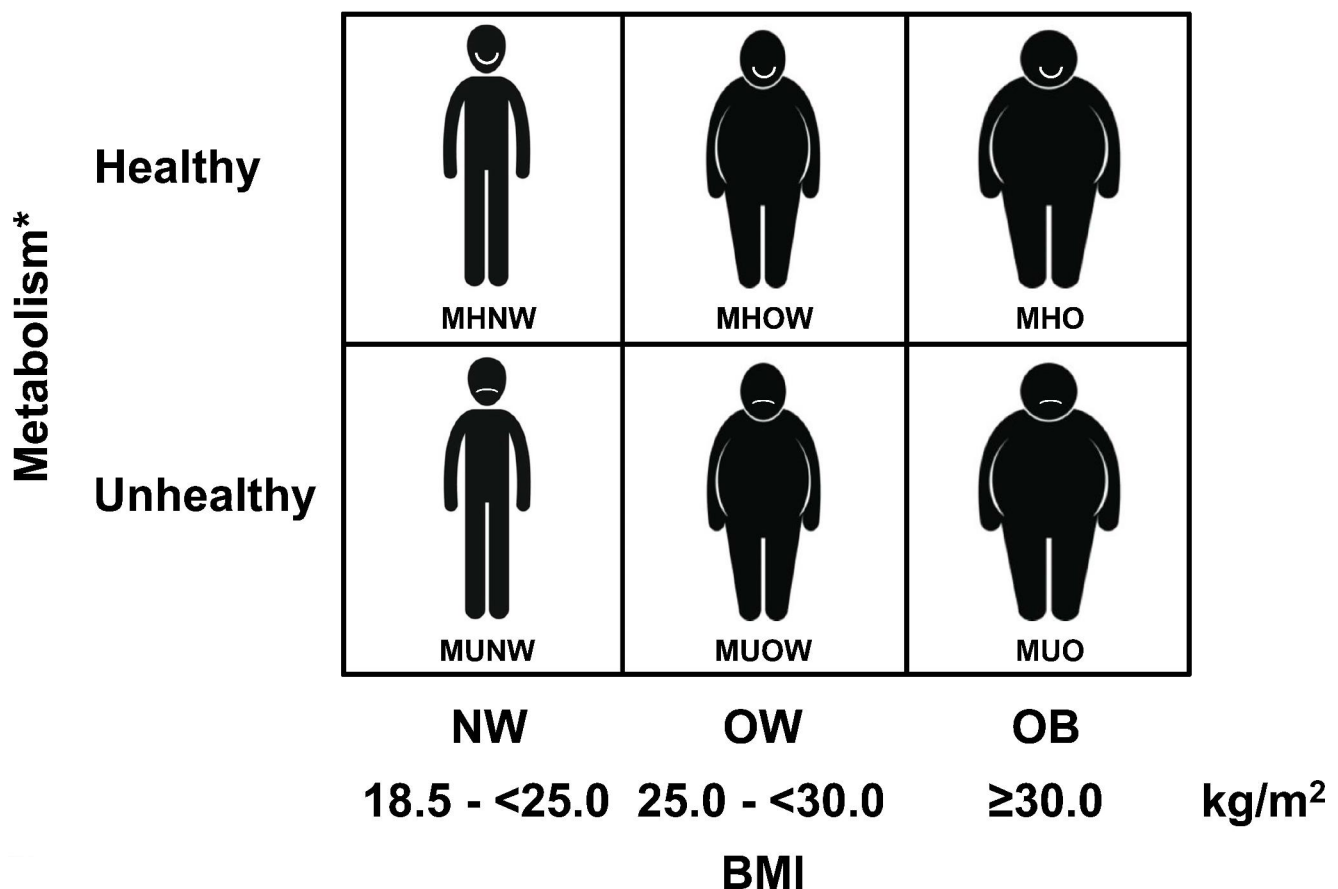 Metabolism*
Healthy
MHNW MHOW MHO
Unhealthy
MUNW MUOW MUO
NW OW OB
18.5 - <25.0 25.0 - <30.0 ≥30.0 kg/m²
BMI